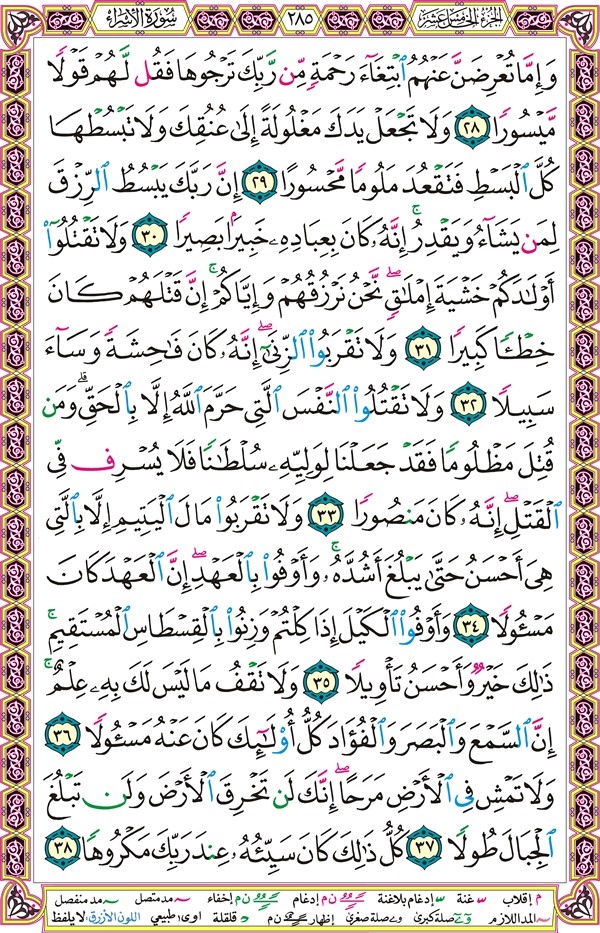 الجزء الخامس عشر ٢٨٥ سورة الإسراء
وَإِمَّا تُعْرِضَنَّ عَنْهُمُ ٱبْتِغَآءَ رَحْمَةٍ مِّن رَّبِّكَ تَرْجُوهَا فَقُل لَّهُمْ قَوْلًا
مَّيْسُورًا ٢٨ وَلَا تَجْعَلْ يَدَكَ مَغْلُولَةً إِلَىٰ عُنُقِكَ وَلَا تَبْسُطْهَا
كُلَّ ٱلْبَسْطِ فَتَقْعُدَ مَلُومًا مَّحْسُورًا ٢٩ إِنَّ رَبَّكَ يَبْسُطُ ٱلرِّزْقَ
لِمَن يَشَآءُ وَيَقْدِرُ ۚ إِنَّهُۥ كَانَ بِعِبَادِهِۦ خَبِيرًۢا بَصِيرًا ٣٠ وَلَا تَقْتُلُوٓا۟
أَوْلَـٰدَكُمْ خَشْيَةَ إِمْلَـٰقٍ ۖ نَّحْنُ نَرْزُقُهُمْ وَإِيَّاكُمْ ۚ إِنَّ قَتْلَهُمْ كَانَ
خِطْـًٔا كَبِيرًا ٣١ وَلَا تَقْرَبُوا۟ ٱلزِّنَىٰٓ ۖ إِنَّهُۥ كَانَ فَـٰحِشَةً وَسَآءَ
سَبِيلًا ٣٢ وَلَا تَقْتُلُوا۟ ٱلنَّفْسَ ٱلَّتِى حَرَّمَ ٱللَّهُ إِلَّا بِٱلْحَقِّ ۗ وَمَن
قُتِلَ مَظْلُومًا فَقَدْ جَعَلْنَا لِوَلِيِّهِۦ سُلْطَـٰنًا فَلَا يُسْرِف فِّى
ٱلْقَتْلِ ۖ إِنَّهُۥ كَانَ مَنصُورًا ٣٣ وَلَا تَقْرَبُوا۟ مَالَ ٱلْيَتِيمِ إِلَّا بِٱلَّتِى
هِىَ أَحْسَنُ حَتَّىٰ يَبْلُغَ أَشُدَّهُۥ ۚ وَأَوْفُوا۟ بِٱلْعَهْدِ ۖ إِنَّ ٱلْعَهْدَ كَانَ
مَسْـُٔولًا ٣٤ وَأَوْفُوا۟ ٱلْكَيْلَ إِذَا كِلْتُمْ وَزِنُوا۟ بِٱلْقِسْطَاسِ ٱلْمُسْتَقِيمِ ۚ
ذَٰلِكَ خَيْرٌ وَأَحْسَنُ تَأْوِيلًا ٣٥ وَلَا تَقْفُ مَا لَيْسَ لَكَ بِهِۦ عِلْمٌ ۚ
إِنَّ ٱلسَّمْعَ وَٱلْبَصَرَ وَٱلْفُؤَادَ كُلُّ أُو۟لَـٰٓئِكَ كَانَ عَنْهُ مَسْـُٔولًا ٣٦
وَلَا تَمْشِ فِى ٱلْأَرْضِ مَرَحًا ۖ إِنَّكَ لَن تَخْرِقَ ٱلْأَرْضَ وَلَن تَبْلُغَ
ٱلْجِبَالَ طُولًا ٣٧ كُلُّ ذَٰلِكَ كَانَ سَيِّئُهُۥ عِندَ رَبِّكَ مَكْرُوهًا ٣٨
م إقلاب غنة إدغام بلاغنة ن م إدغام ن م إخفاء مد متصل مد منفصل
المد اللازم صلة كبرى صلة صغرى إظهار ن م قلقلة اوى طبيعي اللون الأزرق: لا يلفظ